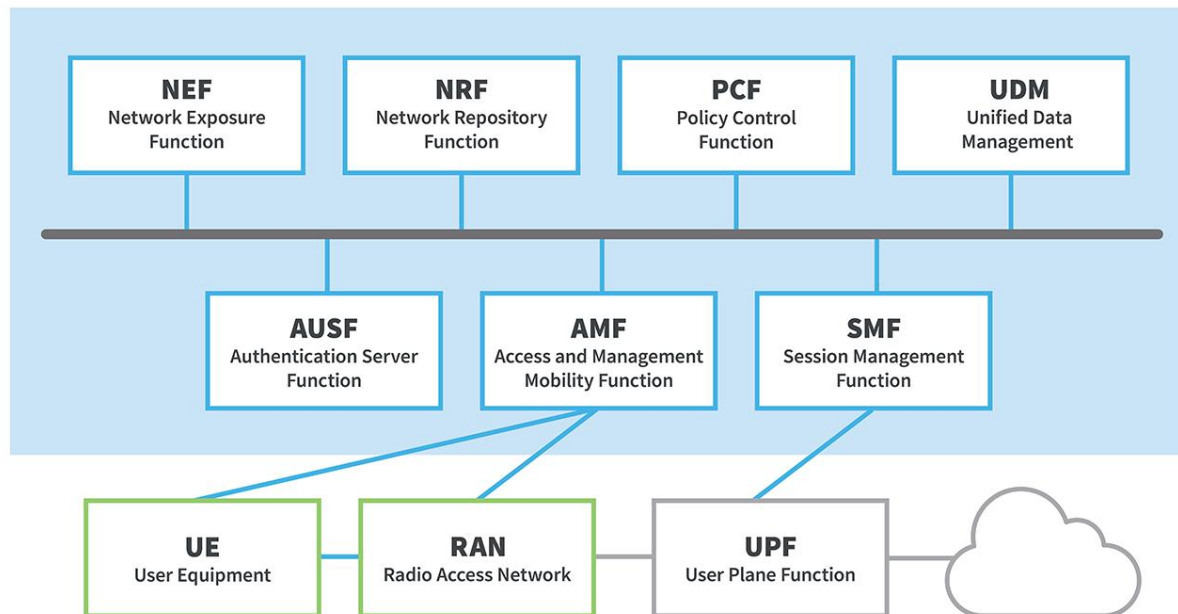 NEF
Network Exposure
Function
NRF
Network Repository
Function
PCF
Policy Control
Function
UDM
Unified Data
Management
AUSF
Authentication Server
Function
AMF
Access and Management
Mobility Function
SMF
Session Management
Function
UE
User Equipment
RAN
Radio Access Network
UPF
User Plane Function